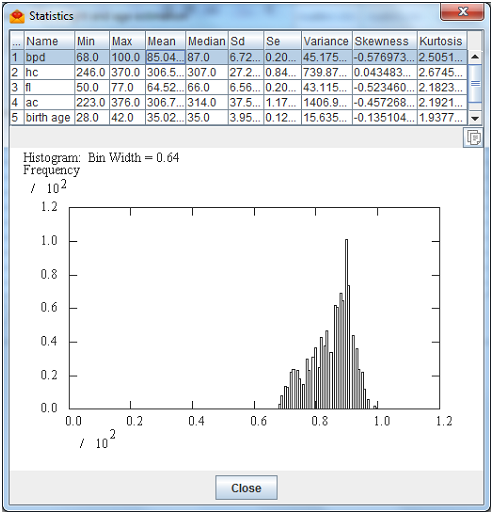 Statistics
... Name Min Max Mean Median Sd Se Variance Skewness Kurtosis
1 bpd 68.0 100.0 85.04... 87.0 6.72... 0.20... 45.175... -0.576973... 2.5051...
2 hc 246.0 370.0 306.5... 307.0 27.2... 0.84... 739.87... 0.043483... 2.6745...
3 fl 50.0 77.0 64.52... 66.0 6.56... 0.20... 43.115... -0.523460... 2.1823...
4 ac 223.0 376.0 306.7... 314.0 37.5... 1.17... 1406.9... -0.457268... 2.1921...
5 birth age 28.0 42.0 35.02... 35.0 3.95... 0.12... 15.635... -0.135104... 1.9377...
Histogram: Bin Width = 0.64
Frequency
/ 10 2
1.2
1.0
0.8
0.6
0.4
0.2
0.0
0.0 0.2 0.4 0.6 0.8 1.0 1.2
/ 10 2
Close